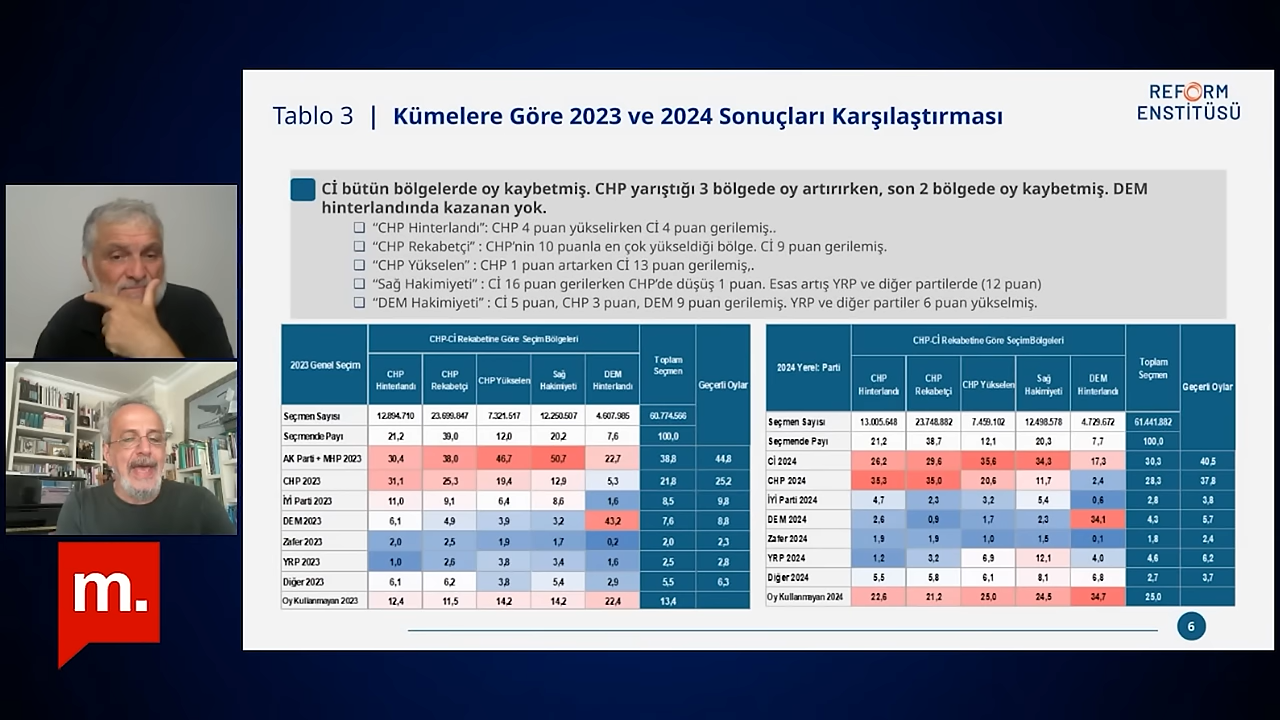 REFORM
ENSTİTÜSÜ
Tablo 3 | Kümelere Göre 2023 ve 2024 Sonuçları Karşılaştırması
Cİ bütün bölgelerde oy kaybetmiş. CHP yarıştığı 3 bölgede oy artırırken, son 2 bölgede oy kaybetmiş. DEM
hinterlandında kazanan yok.
❑ “CHP Hinterlandı”: CHP 4 puan yükselirken Cİ 4 puan gerilemiş..
❑ “CHP Rekabetçi” : CHP’nin 10 puanla en çok yükseldiği bölge. Cİ 9 puan gerilemiş.
❑ “CHP Yükselen” : CHP 1 puan artarken Cİ 13 puan gerilemiş,.
❑ “Sağ Hakimiyeti” : Cİ 16 puan gerilerken CHP’de düşüş 1 puan. Esas artış YRP ve diğer partilerde (12 puan)
❑ “DEM Hakimiyeti” : Cİ 5 puan, CHP 3 puan, DEM 9 puan gerilemiş. YRP ve diğer partiler 6 puan yükselmiş.
2023 Genel Seçim
CHP-Cİ Rekabetine Göre Seçim Bölgeleri
Toplam
Seçmen
Geçerli Oylar
CHP
Hinterlandı
CHP
Rekabetçi
CHP Yükselen
Sağ
Hakimiyeti
DEM
Hinterlandı
Seçmen Sayısı 12.894.710 23.699.847 7.321.517 12.250.507 4.607.985 60.774.566
Seçmende Payı 21,2 39,0 12,0 20,2 7,6 100,0
AK Parti + MHP 2023 30,4 38,0 46,7 50,7 22,7 38,8 44,8
CHP 2023 31,1 25,3 19,4 12,9 5,3 21,8 25,2
İYİ Parti 2023 11,0 9,1 6,4 8,6 1,6 8,5 9,8
DEM 2023 6,1 4,9 3,9 3,2 43,2 7,6 8,8
Zafer 2023 2,0 2,5 1,9 1,7 0,2 2,0 2,3
YRP 2023 1,0 2,6 3,8 3,4 1,6 2,5 2,8
Diğer 2023 6,1 6,2 3,8 5,4 2,9 5,5 6,3
Oy Kullanmayan 2023 12,4 11,5 14,2 14,2 22,4 13,4
2024 Yerel: Parti
CHP-Cİ Rekabetine Göre SeçimBölgeleri
Toplam
Seçmen
Geçerli Oylar
CHP
Hinterlandı
CHP
Rekabetçi
CHP Yükselen
Sağ
Hakimiyeti
DEM
Hinterlandı
Seçmen Sayısı 13.005.648 23.748.882 7.459.102 12.498.578 4.729.672 61.441.882
Seçmende Payı 21,2 38,7 12,1 20,3 7,7 100,0
Cİ 2024 26,2 29,6 35,6 34,3 17,3 30,3 40,5
CHP 2024 35,3 35,0 20,6 11,7 2,4 28,3 37,8
İYİ Parti 2024 4,7 2,3 3,2 5,4 0,6 2,8 3,8
DEM 2024 2,6 0,9 1,7 2,3 34,1 4,3 5,7
Zafer 2024 1,9 1,9 1,0 1,5 0,1 1,8 2,4
YRP 2024 1,2 3,2 6,9 12,1 4,0 4,6 6,2
Diğer 2024 5,5 5,8 6,1 8,1 6,8 2,7 3,7
Oy Kullanmayan 2024 22,6 21,2 25,0 24,5 34,7 25,0
6
m.